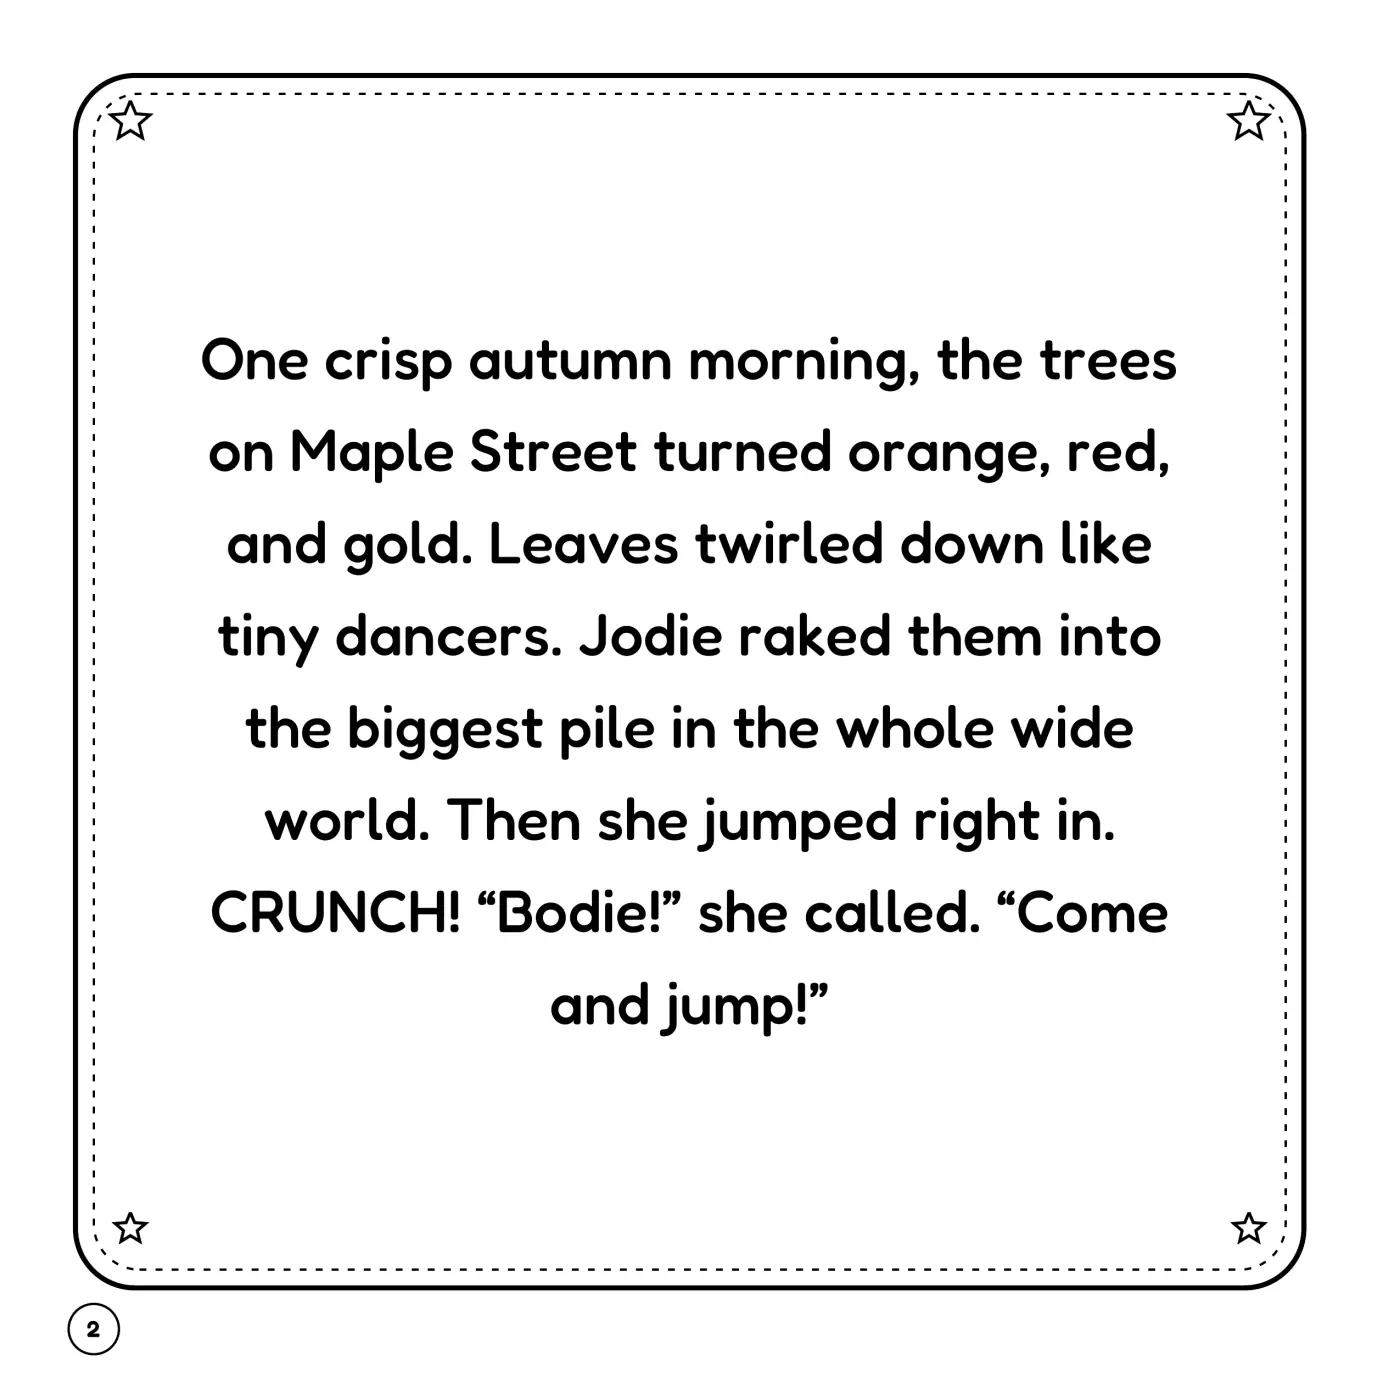 One crisp autumn morning, the trees
on Maple Street turned orange, red,
and gold. Leaves twirled down like
tiny dancers. Jodie raked them into
the biggest pile in the whole wide
world. Then she jumped right in.
CRUNCH! “Bodie!” she called. “Come
and jump!”
2